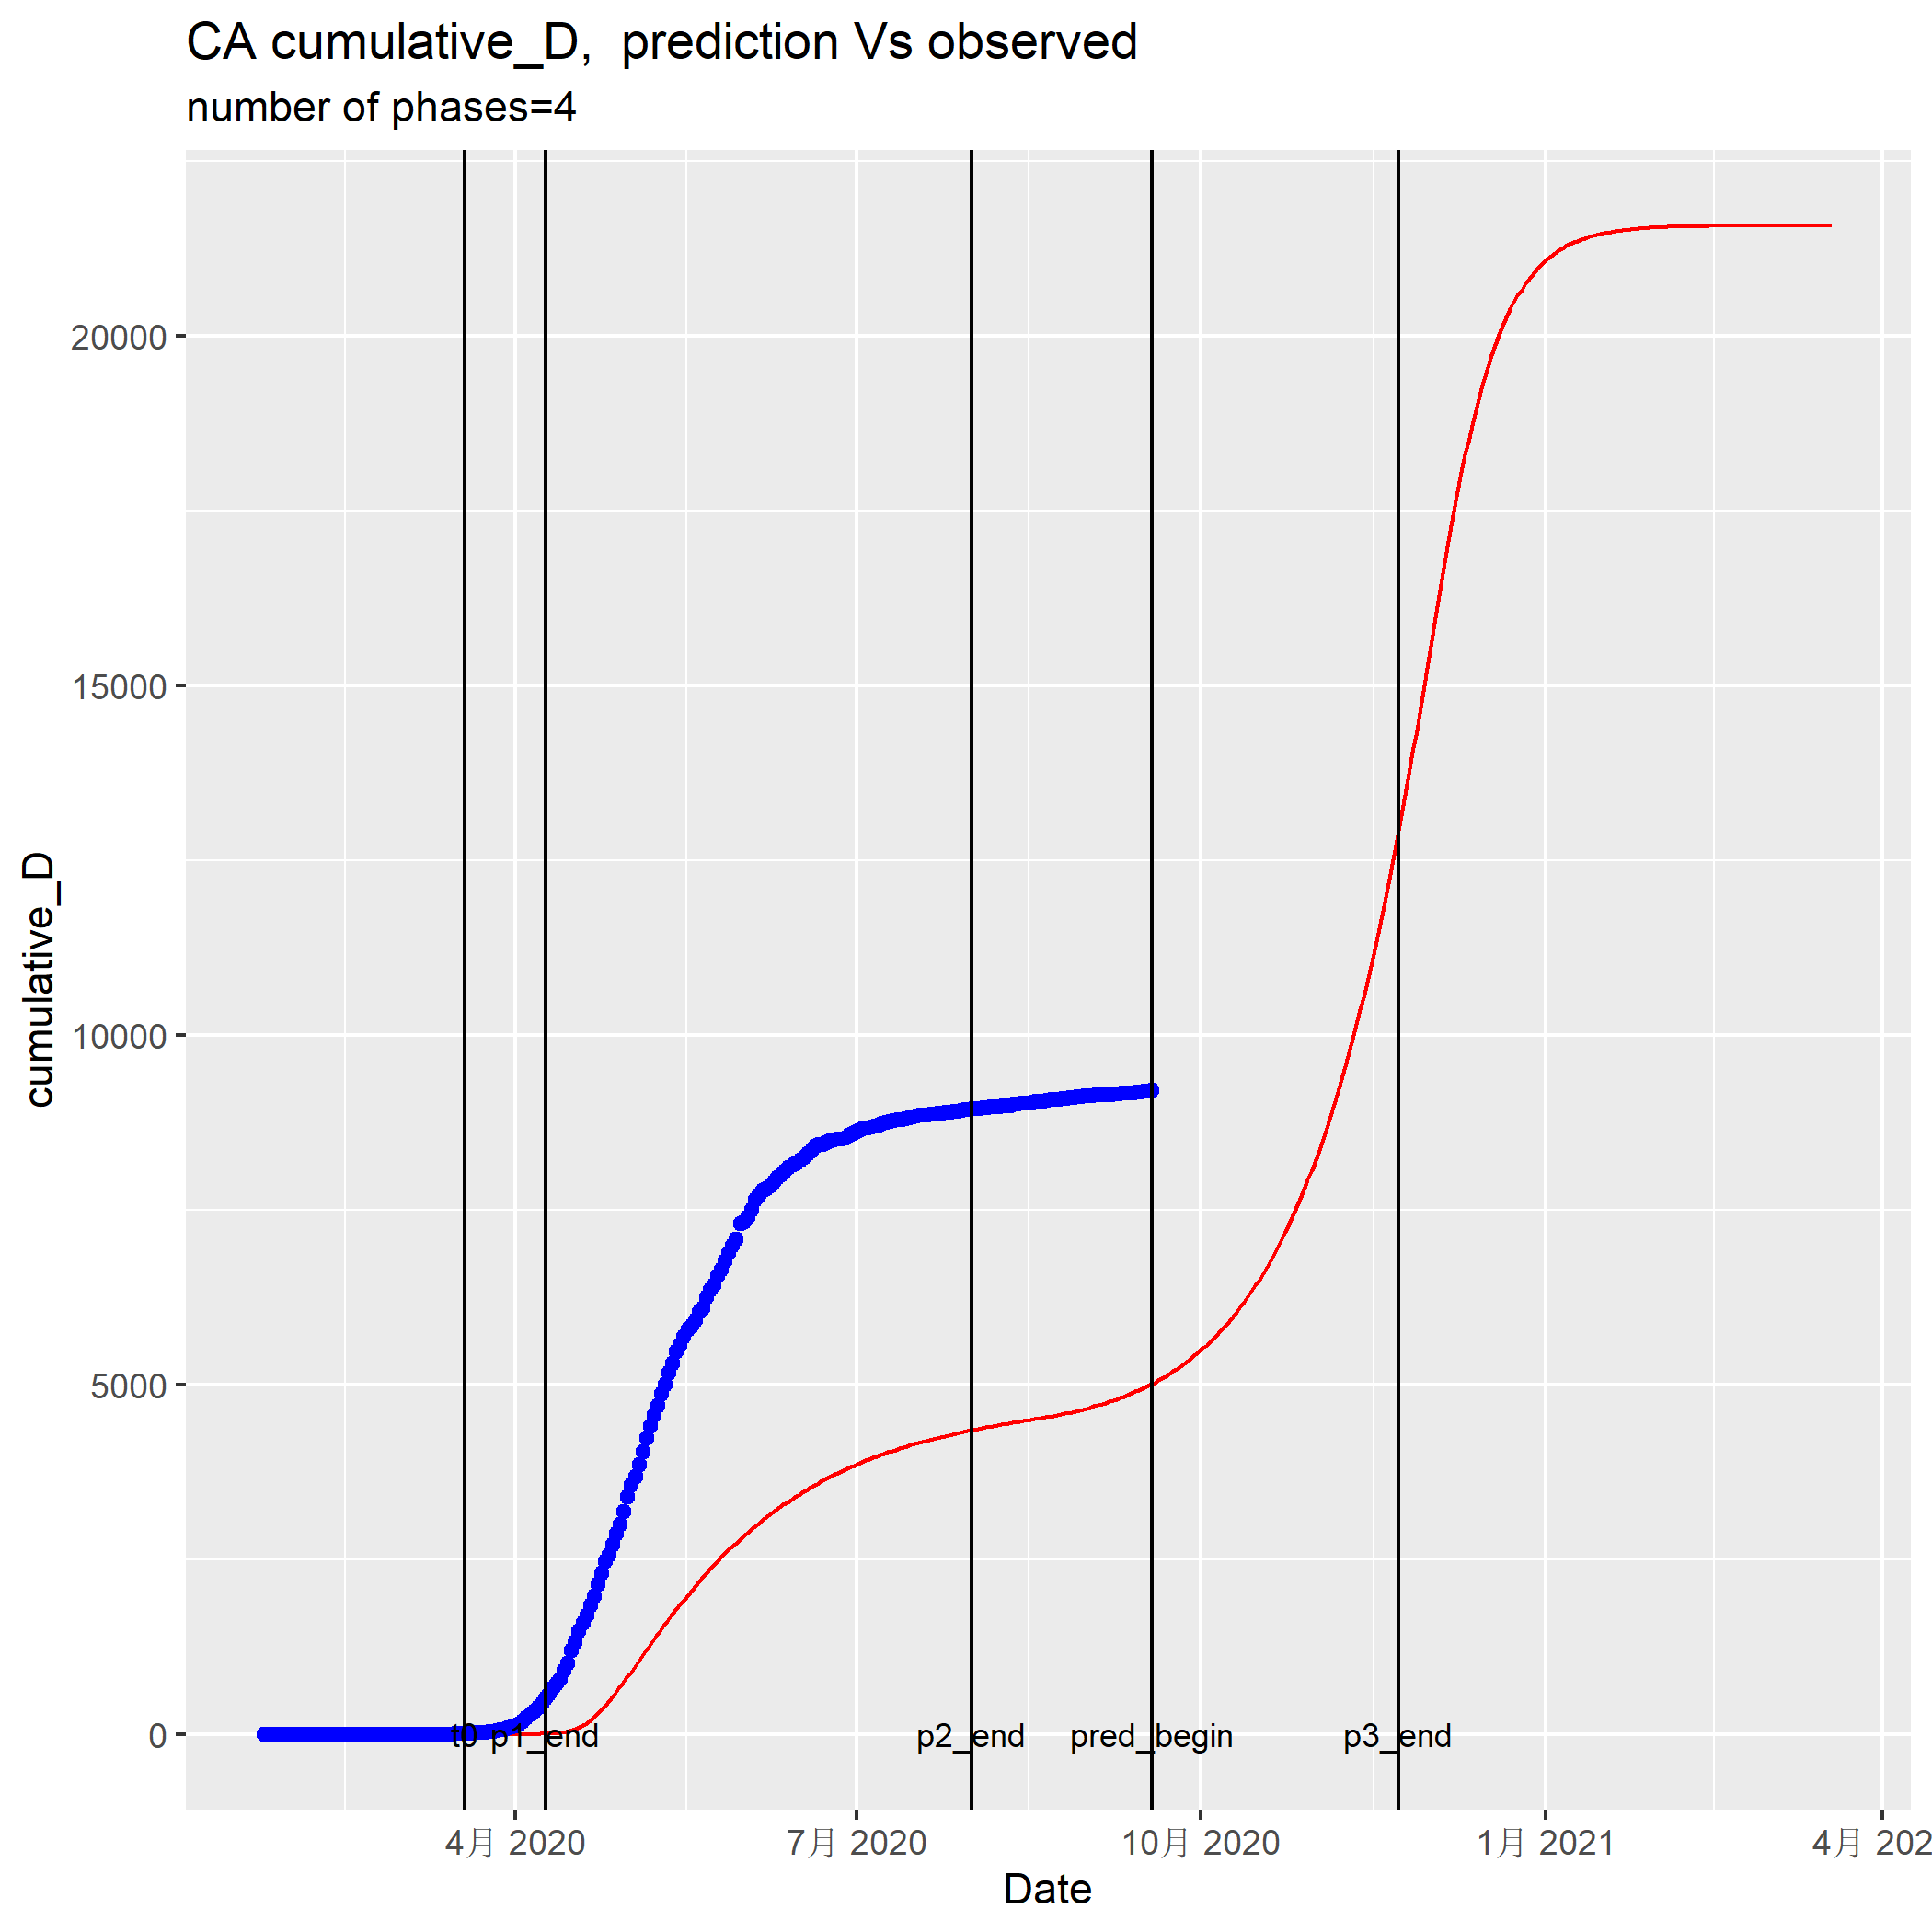 CA cumulative_D,  prediction Vs observed
number of phases=4
cumulative_D
20000
15000
10000
5000
0
t0 p1_end p2_end pred_begin p3_end
4月 2020 7月 2020 10月 2020 1月 2021 4月 202
Date